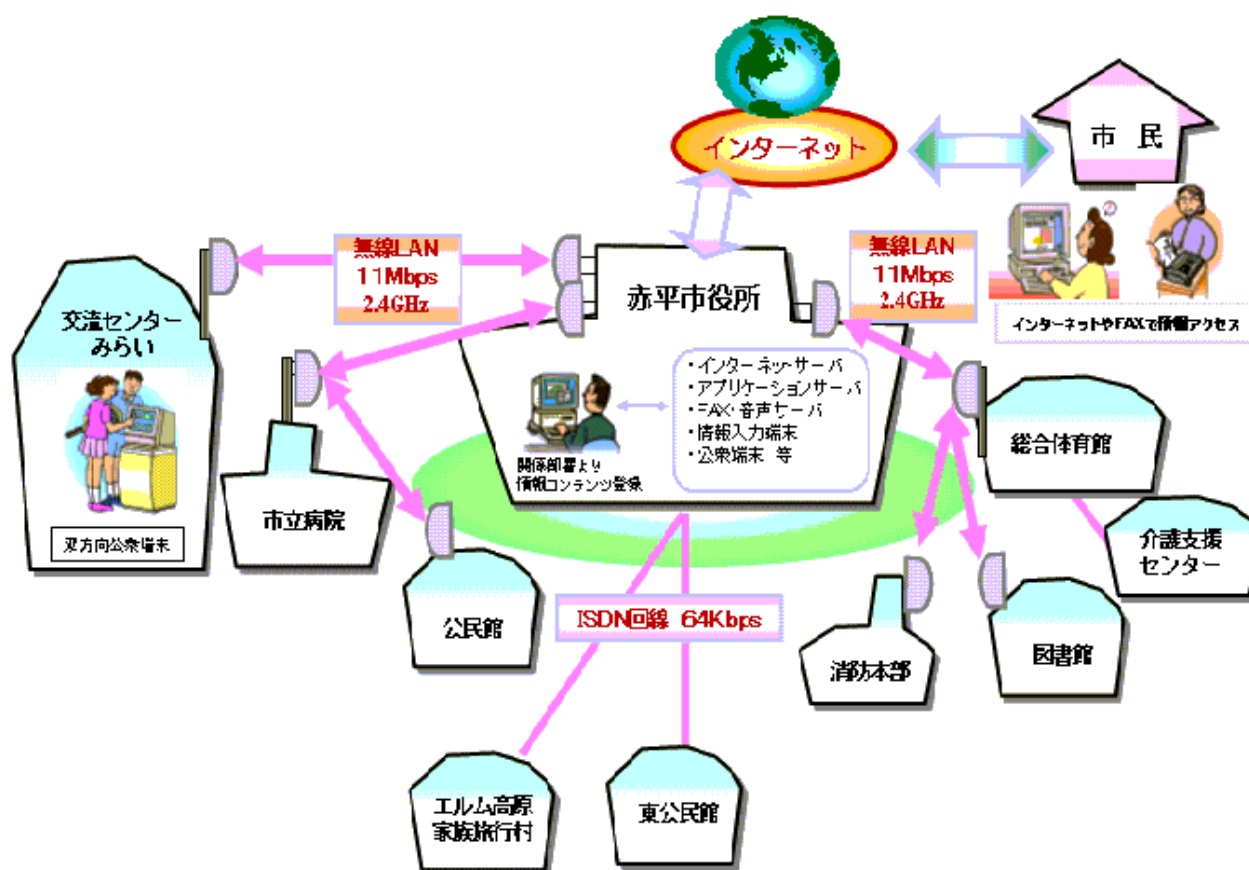 インターネット
市 民
無線LAN
11Mbps
2.4GHz
無線LAN
11Mbps
2.4GHz
赤平市役所
インターネットやFAXで情報アクセス
交流センター
みらい
・インターネットサーバ
・アプリケーションサーバ
・FAX・音声サーバ
・情報入力端末
・公衆端末 等
関係部署より
情報コンテンツ登録
総合体育館
市立病院
双方向公衆端末
介護支援
センター
公民館
ISDN回線 64Kbps
消防本部
図書館
エルム高原
家族旅行村
東公民館